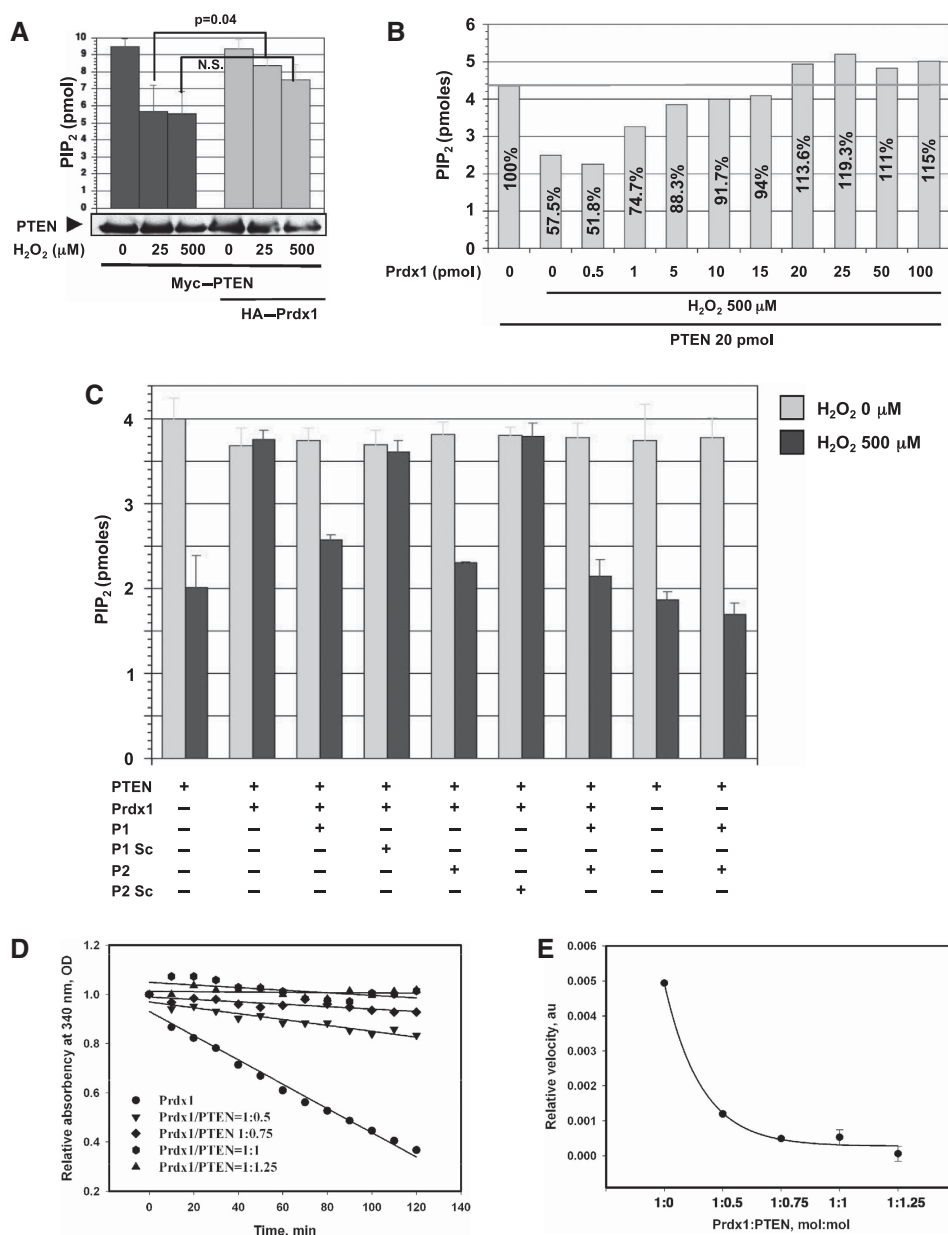 A
p=0.04
N.S.
PIP2 (pmol)
10
9
8
7
6
5
4
3
2
1
0
PTEN
H2O2 (μM)
0 25 500 0 25 500
Myc–PTEN
HA–Prdx1
B
PIP2 (pmoles)
6
5
4
3
2
1
0
100%
57.5%
51.8%
74.7%
88.3%
91.7%
94%
113.6%
119.3%
111%
115%
Prdx1 (pmol) 0 0 0.5 1 5 10 15 20 25 50 100
H2O2 500 μM
PTEN 20 pmol
C
PIP2 (pmoles)
4
3
2
1
0
H2O2 0 μM
H2O2 500 μM
PTEN + + + + + + + + +
Prdx1 – + + + + + + – –
P1 – – + – – – + – +
P1 Sc – – – + – – – – –
P2 – – – – + – + – +
P2 Sc – – – – – + – – –
D
Relative absorbency at 340 nm, OD
1.2
1.0
0.8
0.6
0.4
0.2
Prdx1
Prdx1/PTEN=1:0.5
Prdx1/PTEN 1:0.75
Prdx1/PTEN=1:1
Prdx1/PTEN=1:1.25
0 20 40 60 80 100 120 140
Time, min
E
Relative velocity, au
0.006
0.005
0.004
0.003
0.002
0.001
0.000
1:0 1:0.5 1:0.75 1:1 1:1.25
Prdx1:PTEN, mol:mol